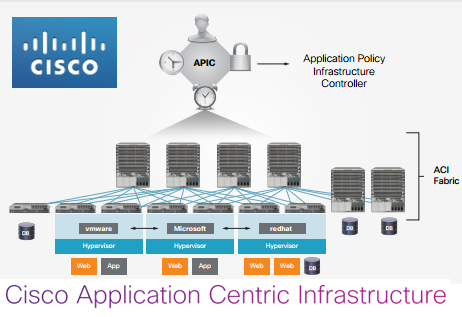 CISCO
APIC
Application Policy
Infrastructure
Controller
ACI
Fabric
DB
vmware
Microsoft
redhat
DB
DB
Hypervisor
Hypervisor
Hypervisor
Web
App
Web
App
Web
Web
DB
Cisco Application Centric Infrastructure